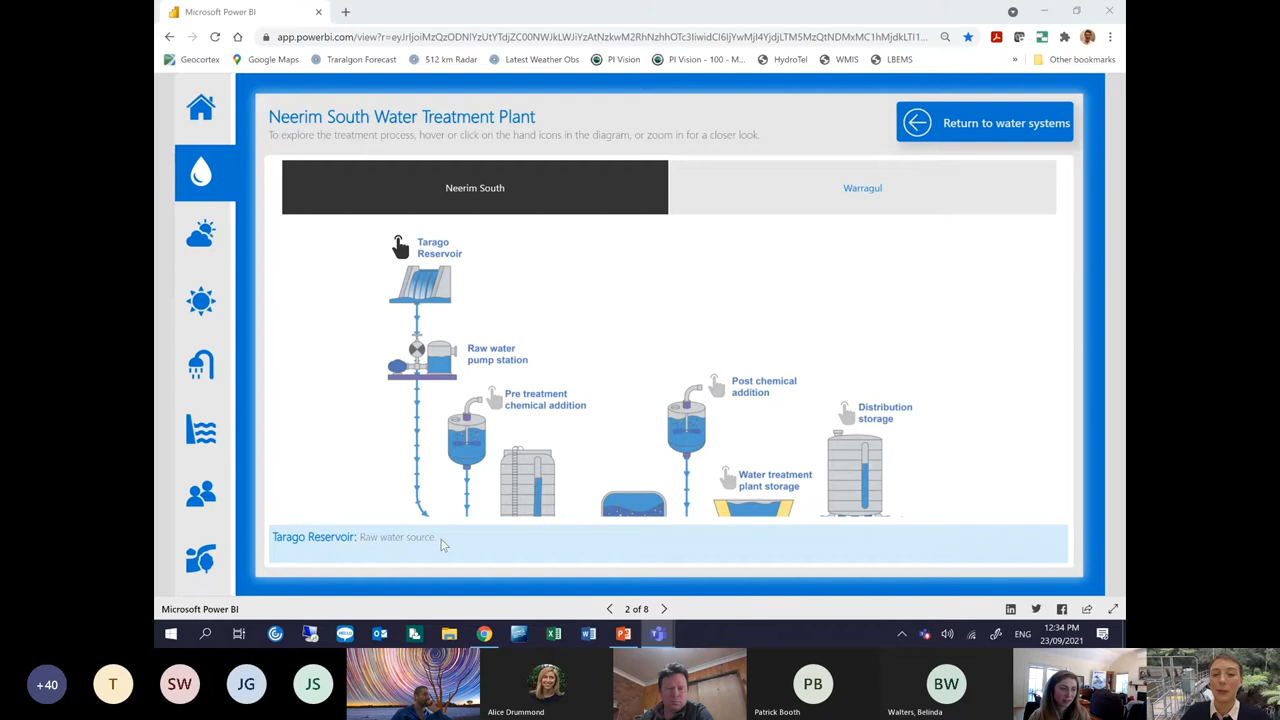 Microsoft Power BI
app.powerbi.com/view?r=eyJrIjoiMzQzODNlYzUtYTdjZC00NWJkLWJiYzAtNzkwM2RhNzhhOTc3IiwidCI6IjYwMjI4YjdjLTM5MzQtNDMxMC1hMjdkLTI1...
Geocortex
Google Maps
Traralgon Forecast
512 km Radar
Latest Weather Obs
PI Vision
PI Vision - 100 - M...
HydroTel
WMIS
LBEMS
»
Other bookmarks
Neerim South Water Treatment Plant
To explore the treatment process, hover or click on the hand icons in the diagram, or zoom in for a closer look.
Return to water systems
Neerim South
Warragul
Tarago
Reservoir
Raw water
pump station
Pre treatment
chemical addition
Post chemical
addition
Distribution
storage
Water treatment
plant storage
Tarago Reservoir: Raw water source.
Microsoft Power BI
2 of 8
ENG
12:34 PM
23/09/2021
+40
T
SW
JG
JS
Alice Drummond
PB
Patrick Booth
BW
Walters, Belinda